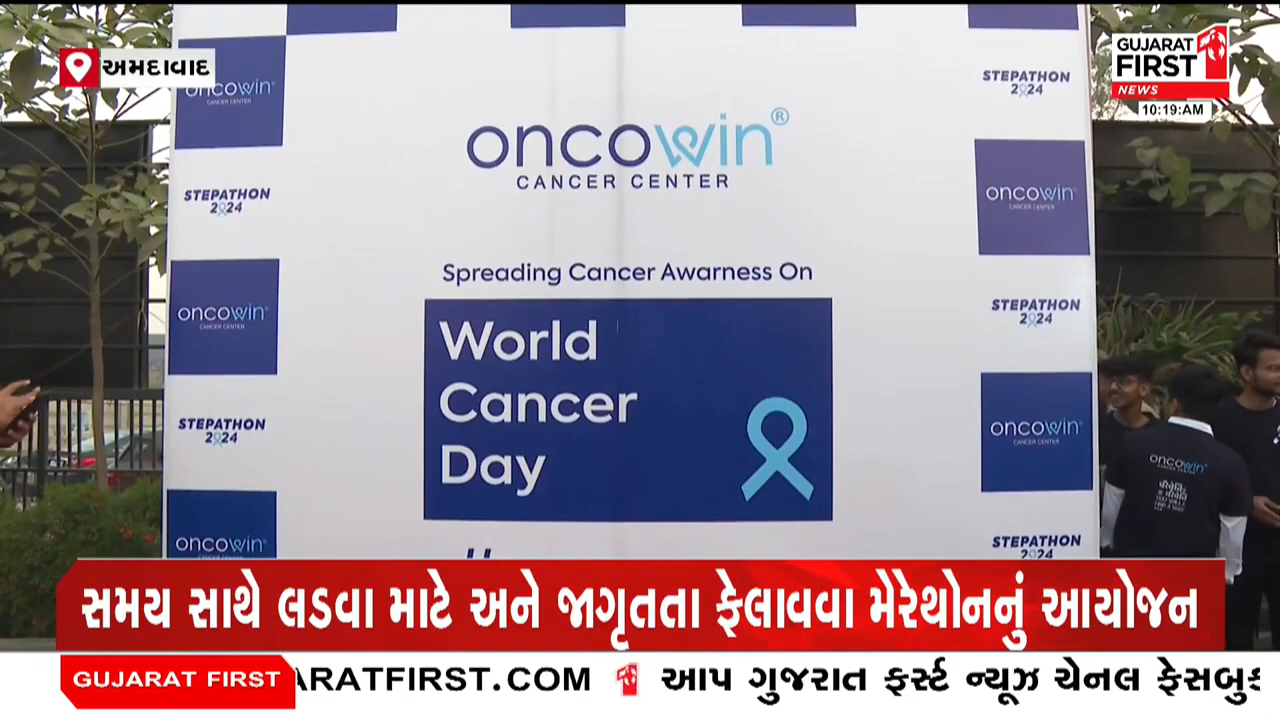 અમદાવાદ
GUJARAT
FIRST
NEWS
10:19:AM
oncowin®
CANCER CENTER
STEPATHON
2024
oncowin®
CANCER CENTER
Spreading Cancer Awarness On
World
Cancer
Day
STEPATHON
2024
oncowin®
CANCER CENTER
STEPATHON
2024
oncowin®
STEPATHON
2024
oncowin®
CANCER CENTER
STEPATHON
2024
oncowin®
CANCER CENTER
STEPATHON
2024
oncowin
CANCER CENTER
સમય સાથે લડવા માટે અને જાગૃતતા ફેલાવવા મેરેથોનનું આયોજન
GUJARAT FIRST ARATFIRST.COM આપ ગુજરાત ફર્સ્ટ ન્યૂઝ ચેનલ ફેસબુક